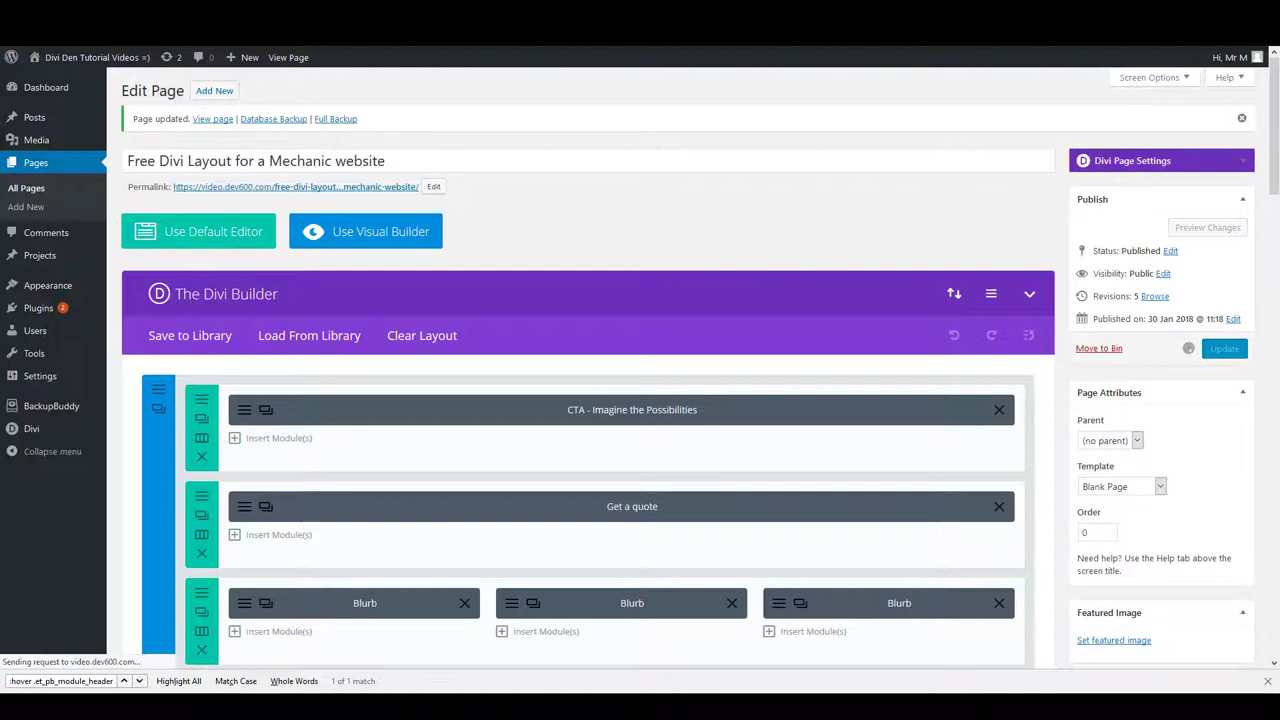 Divi Den Tutorial Videos =) 2 0 New View Page Hi, Mr M
Screen Options Help
Edit Page Add New
Page updated. View page | Database Backup | Full Backup
Dashboard
Posts
Media
Pages
All Pages
Add New
Comments
Projects
Appearance
Plugins 2
Users
Tools
Settings
BackupBuddy
Divi
Collapse menu
Free Divi Layout for a Mechanic website
Permalink: https://video.dev600.com/free-divi-layout…mechanic-website/ Edit
Use Default Editor Use Visual Builder
The Divi Builder
Save to Library Load From Library Clear Layout
CTA - Imagine the Possibilities
Insert Module(s)
Get a quote
Insert Module(s)
Blurb Blurb Blurb
Insert Module(s) Insert Module(s) Insert Module(s)
Divi Page Settings
Publish
Preview Changes
Status: Published Edit
Visibility: Public Edit
Revisions: 5 Browse
Published on: 30 Jan 2018 @ 11:18 Edit
Move to Bin Update
Page Attributes
Parent
(no parent)
Template
Blank Page
Order
0
Need help? Use the Help tab above the
screen title.
Featured Image
Set featured image
Sending request to video.dev600.com...
:hover .et_pb_module_header Highlight All Match Case Whole Words 1 of 1 match